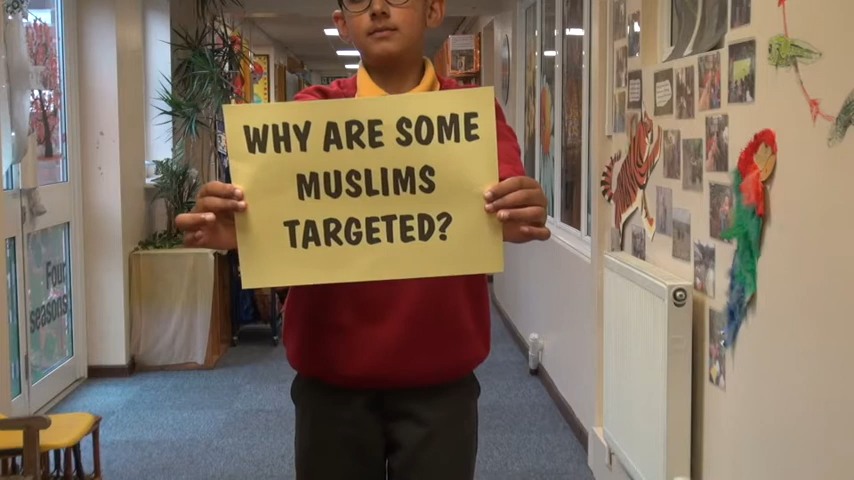 WHY ARE SOME
MUSLIMS
TARGETED?
Four
seasons